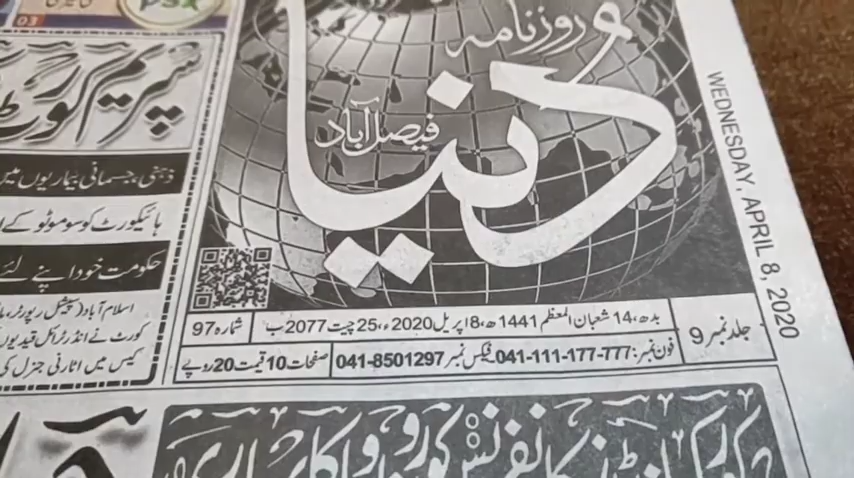 03
PSX
روزنامہ
دُنیا
فیصل آباد
WEDNESDAY, APRIL 8, 2020
سپریم کورٹ
ذہنی، جسمانی بیماریوں میں
ہائیکورٹ کو سوموٹو کے
حکومت خود اپنے لئے
اسلام آباد (سپیشل رپورٹر،
کورٹ نے انڈر ٹرائل قیدیوں
کیس میں اٹارنی جنرل کی
جلد نمبر 9
بدھ، 14 شعبان المعظم 1441ھ، 8 اپریل 2020ء، 25 چیت 2077 ب
شمارہ 97
فون نمبر: 041-111-177-777، فیکس نمبر 041-8501297
صفحات 10 قیمت 20 روپے